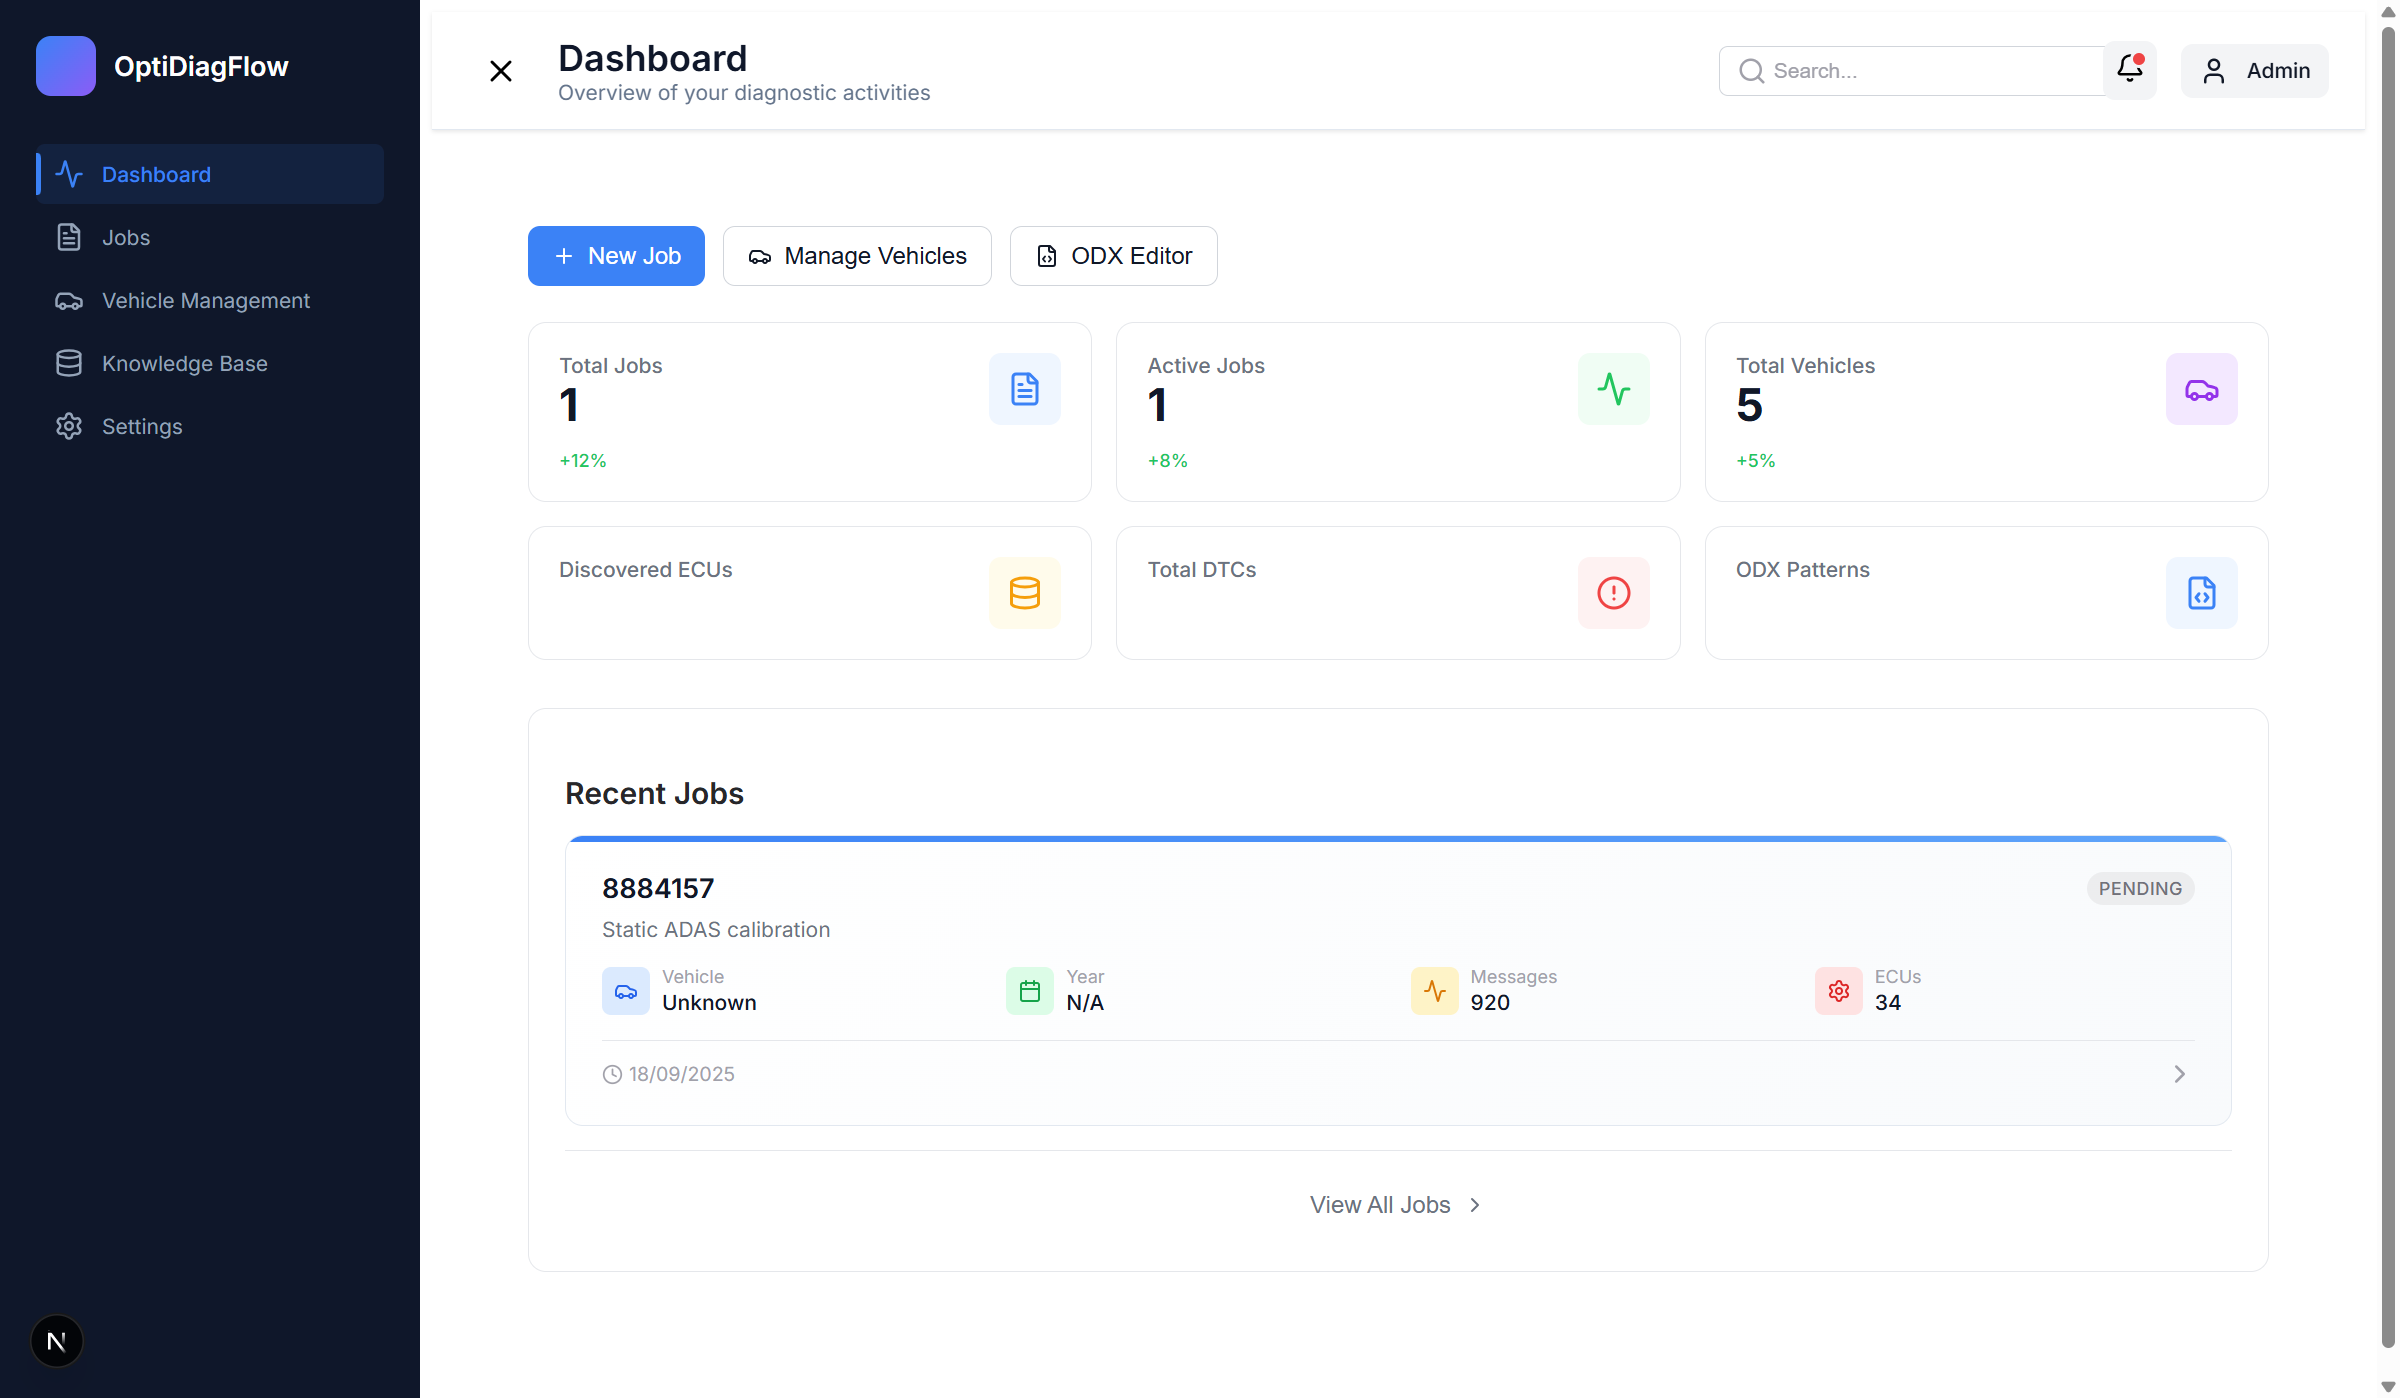 OptiDiagFlow
Dashboard
Jobs
Vehicle Management
Knowledge Base
Settings
Dashboard
Overview of your diagnostic activities
Search...
Admin
New Job
Manage Vehicles
ODX Editor
Total Jobs
1
+12%
Active Jobs
1
+8%
Total Vehicles
5
+5%
Discovered ECUs
Total DTCs
ODX Patterns
Recent Jobs
8884157
PENDING
Static ADAS calibration
Vehicle
Unknown
Year
N/A
Messages
920
ECUs
34
18/09/2025
View All Jobs
N